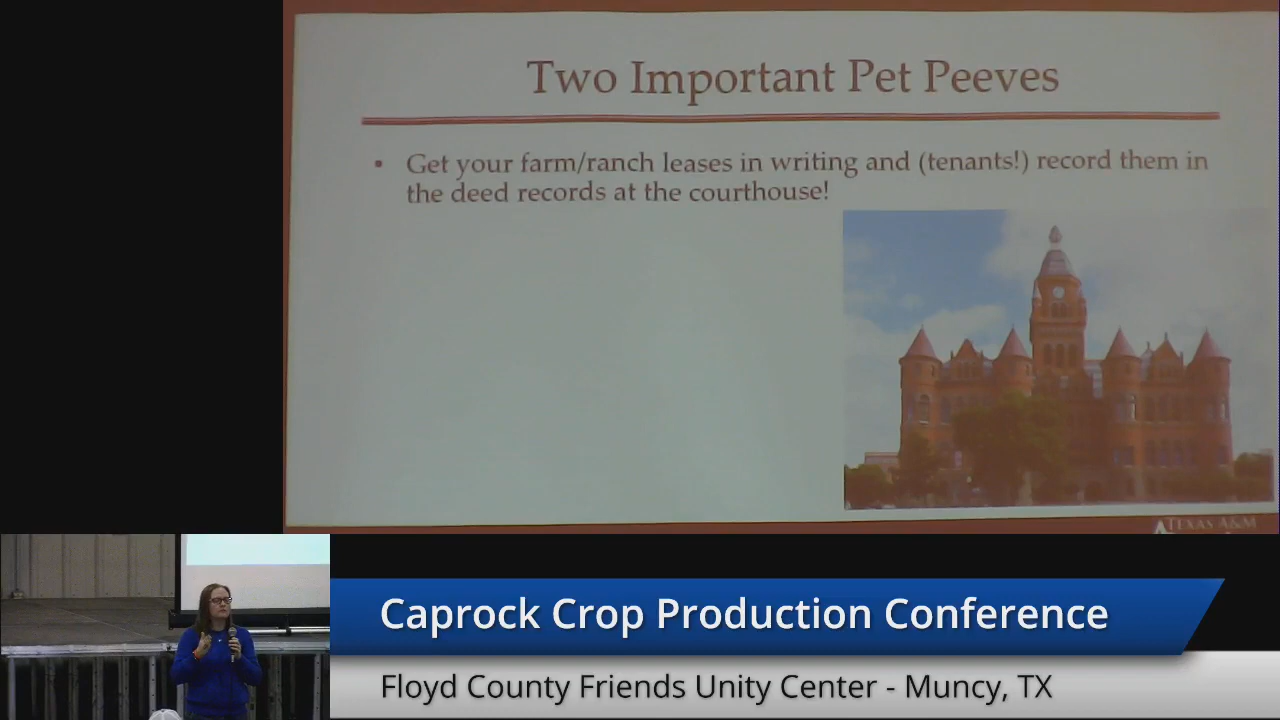 Two Important Pet Peeves
• Get your farm/ranch leases in writing and (tenants!) record them in
the deed records at the courthouse!
TEXAS A&M
Caprock Crop Production Conference
Floyd County Friends Unity Center - Muncy, TX